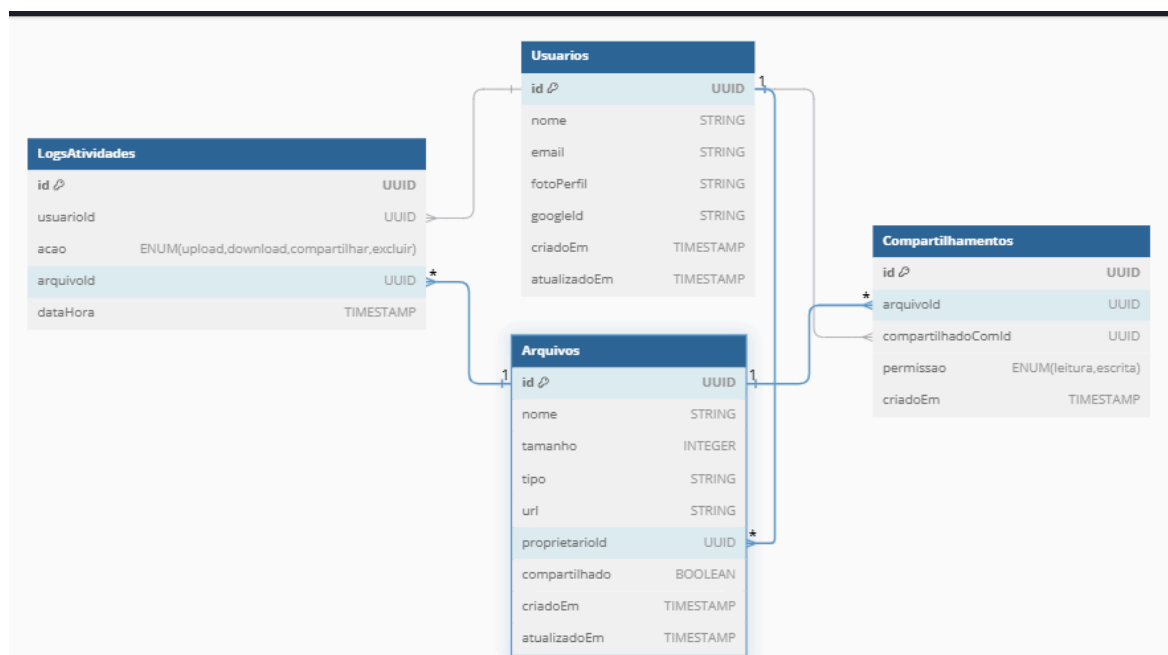 Usuarios
id UUID
nome STRING
email STRING
fotoPerfil STRING
googleId STRING
criadoEm TIMESTAMP
atualizadoEm TIMESTAMP
1
LogsAtividades
id UUID
usuarioId UUID
acao ENUM(upload,download,compartilhar,excluir)
arquivoId UUID
*
dataHora TIMESTAMP
Compartilhamentos
id UUID
*
arquivoId UUID
compartilhadoComId UUID
permissao ENUM(leitura,escrita)
criadoEm TIMESTAMP
Arquivos
1
id UUID
1
nome STRING
tamanho INTEGER
tipo STRING
url STRING
proprietarioId UUID
*
compartilhado BOOLEAN
criadoEm TIMESTAMP
atualizadoEm TIMESTAMP